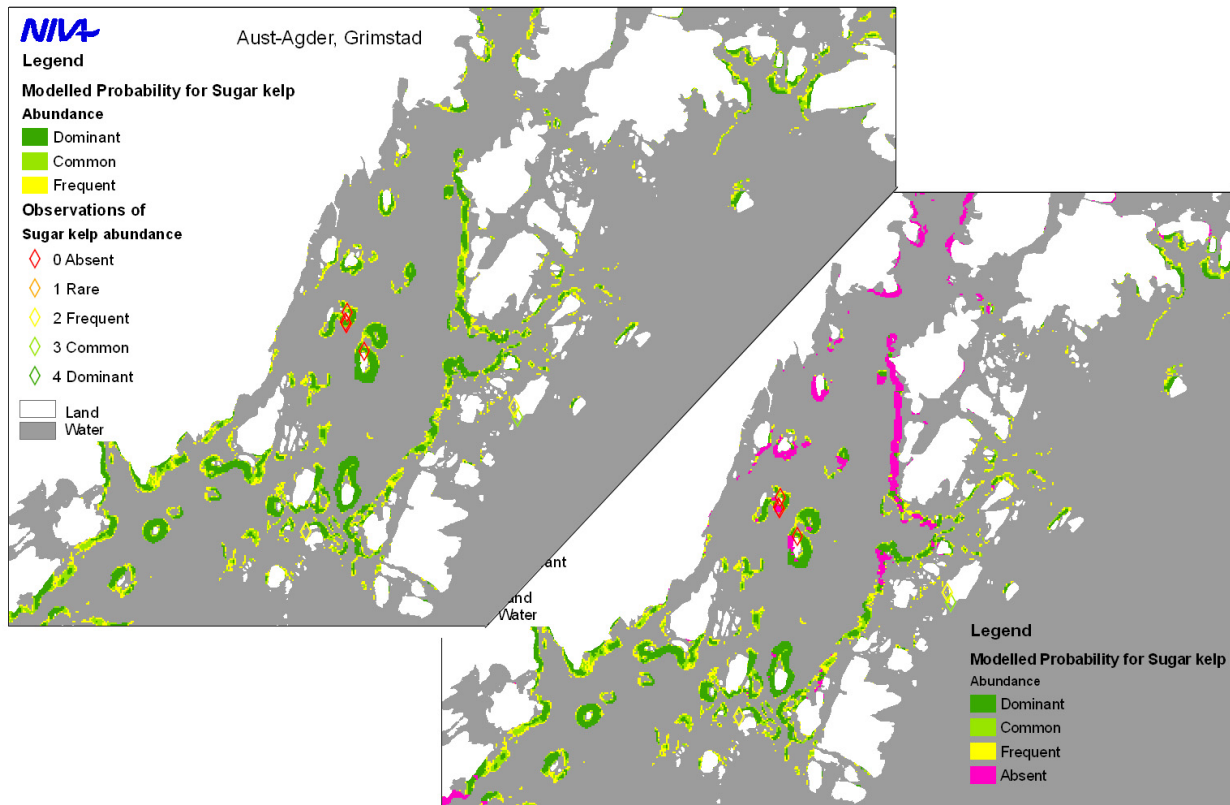 NIVA
Aust-Agder, Grimstad
Legend
Modelled Probability for Sugar kelp
Abundance
Dominant
Common
Frequent
Observations of
Sugar kelp abundance
0 Absent
1 Rare
2 Frequent
3 Common
4 Dominant
Land
Water
Water
Legend
Modelled Probability for Sugar kelp
Abundance
Dominant
Common
Frequent
Absent